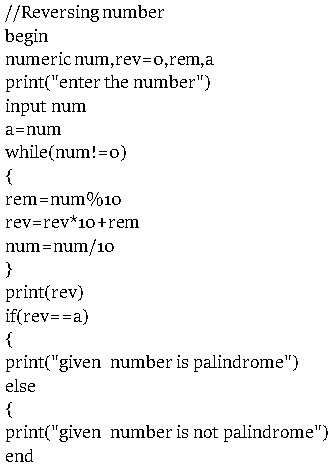 //Reversing number
begin
numeric num,rev=0,rem,a
print("enter the number")
input num
a=num
while(num!=0)
{
rem=num%10
rev=rev*10+rem
num=num/10
}
print(rev)
if(rev==a)
{
print("given  number is palindrome")
else
{
print("given  number is not palindrome")
end